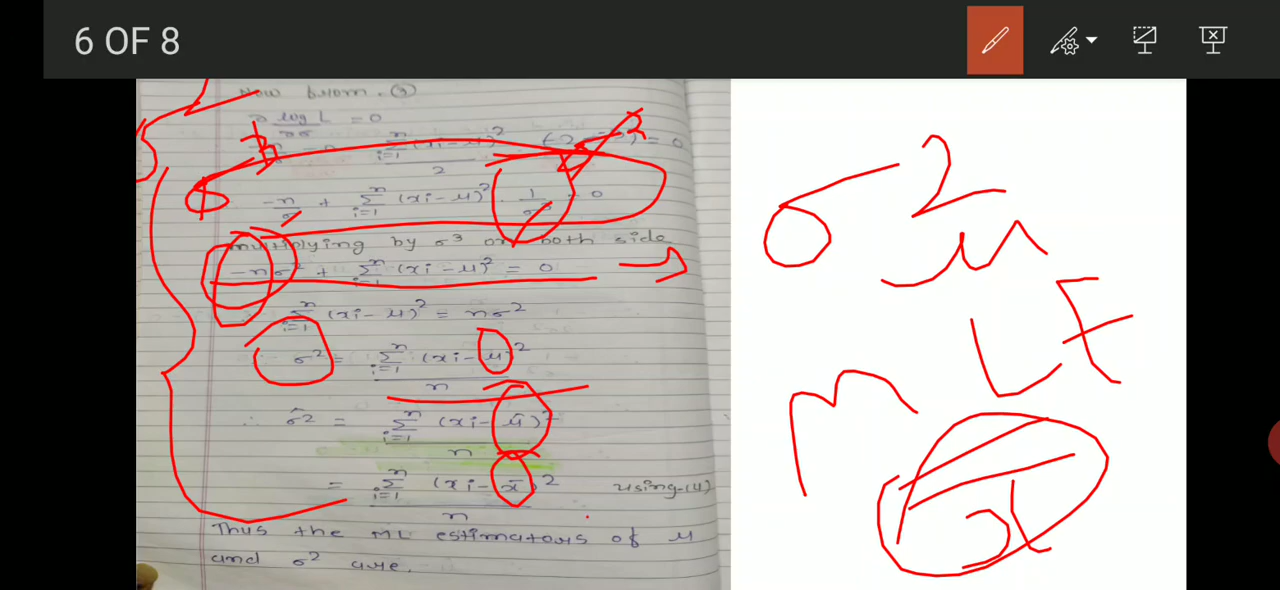 6 OF 8
Now from (3)
∂ log L / ∂σ = 0
-n/σ + Σ_{i=1}^{n} (xi - μ)² · 1/σ³ = 0
multiplying by σ³ on both side
-nσ² + Σ_{i=1}^{n} (xi - μ)² = 0
Σ_{i=1}^{n} (xi - μ)² = nσ²
σ² = Σ_{i=1}^{n} (xi - μ)² / n
∴ σ̂² = Σ_{i=1}^{n} (xi - μ̂)² / n
= Σ_{i=1}^{n} (xi - x̄)² / n using-(4)
Thus the ML estimators of μ
and σ² are.
σ²
μ